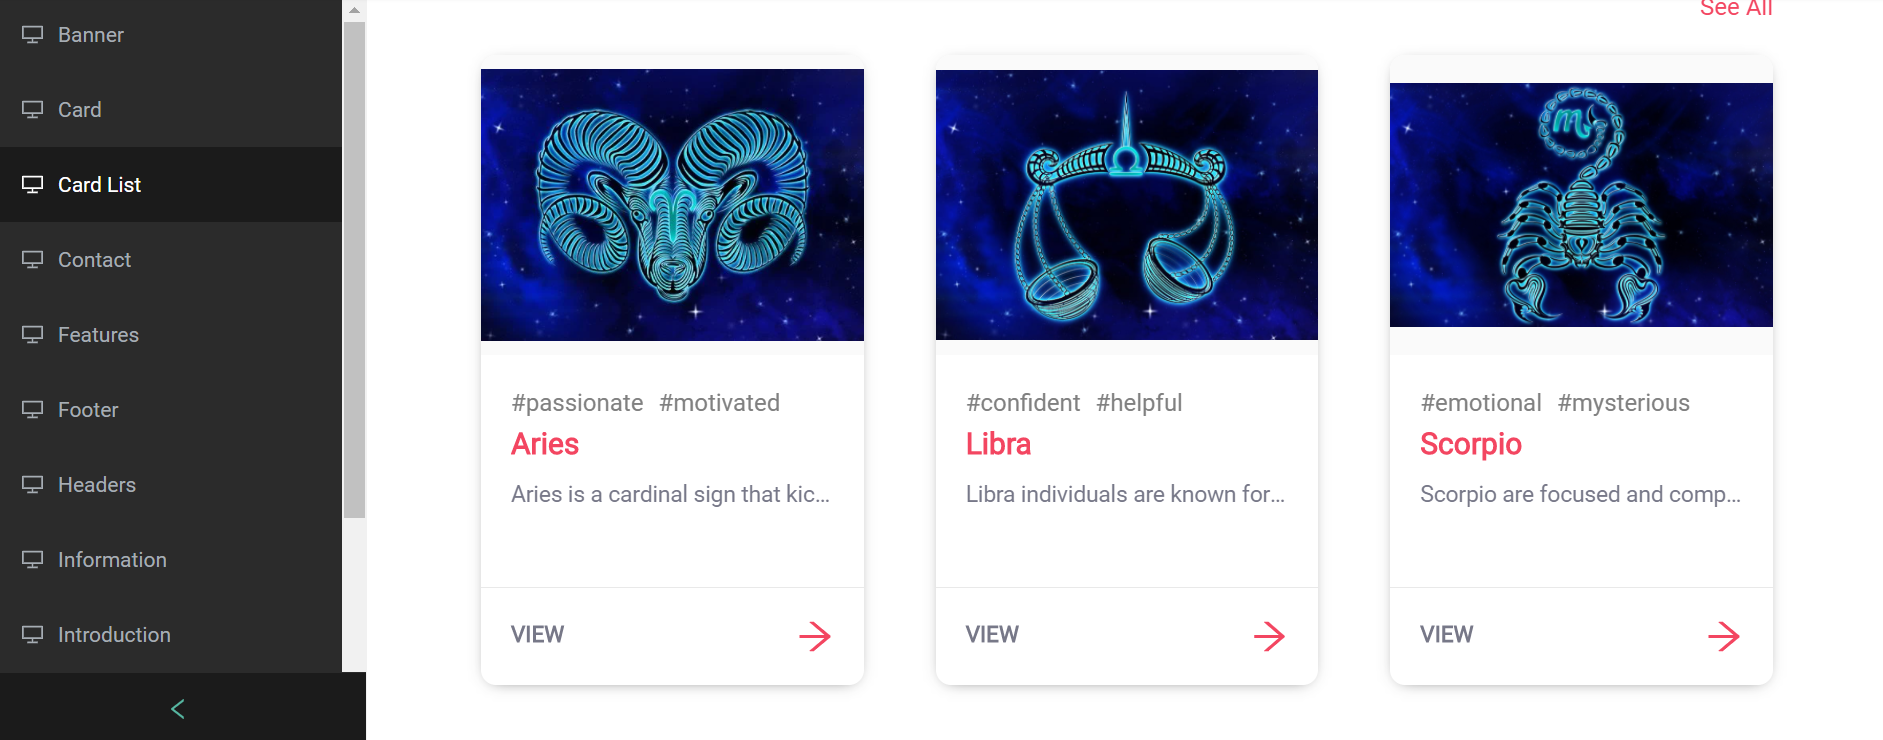 Banner
Card
Card List
Contact
Features
Footer
Headers
Information
Introduction
See All
#passionate #motivated
Aries
Aries is a cardinal sign that kic...
VIEW
#confident #helpful
Libra
Libra individuals are known for...
VIEW
#emotional #mysterious
Scorpio
Scorpio are focused and comp...
VIEW